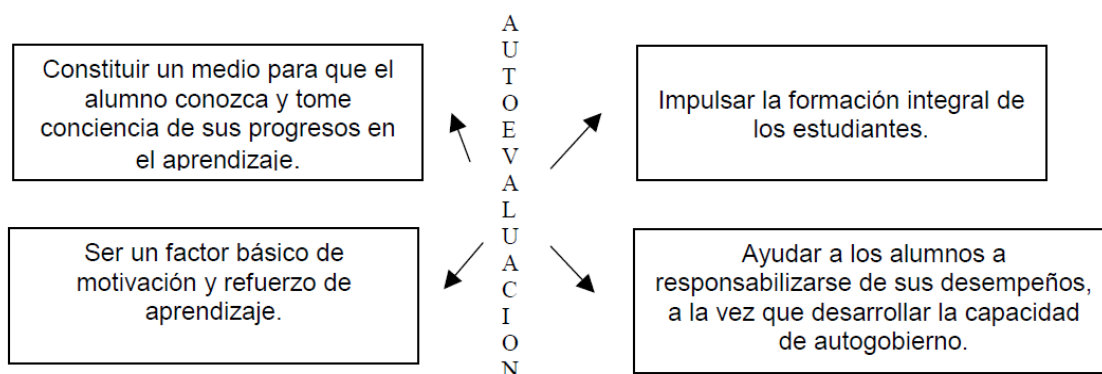 Constituir un medio para que el
alumno conozca y tome
conciencia de sus progresos en
el aprendizaje.
Ser un factor básico de
motivación y refuerzo de
aprendizaje.
A
U
T
O
E
V
A
L
U
A
C
I
O
N
Impulsar la formación integral de
los estudiantes.
Ayudar a los alumnos a
responsabilizarse de sus desempeños,
a la vez que desarrollar la capacidad
de autogobierno.